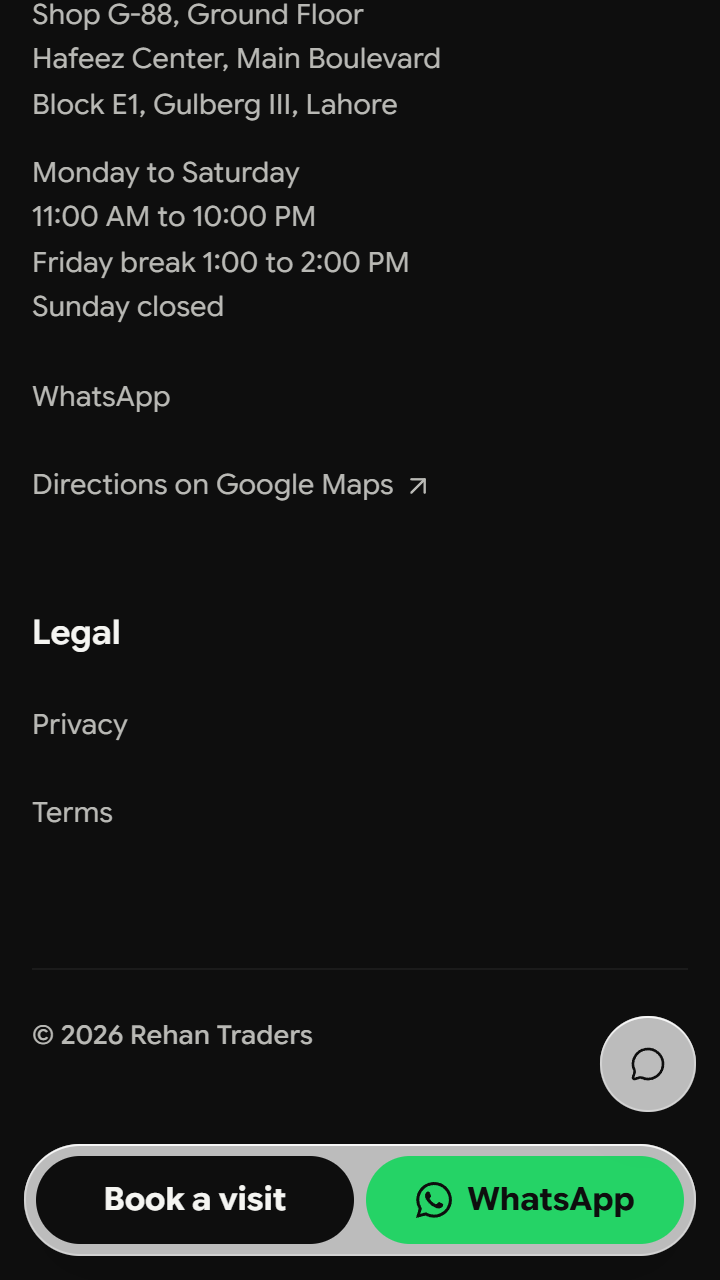 Shop G-88, Ground Floor
Hafeez Center, Main Boulevard
Block E1, Gulberg III, Lahore
Monday to Saturday
11:00 AM to 10:00 PM
Friday break 1:00 to 2:00 PM
Sunday closed
WhatsApp
Directions on Google Maps
Legal
Privacy
Terms
© 2026 Rehan Traders
Book a visit
WhatsApp